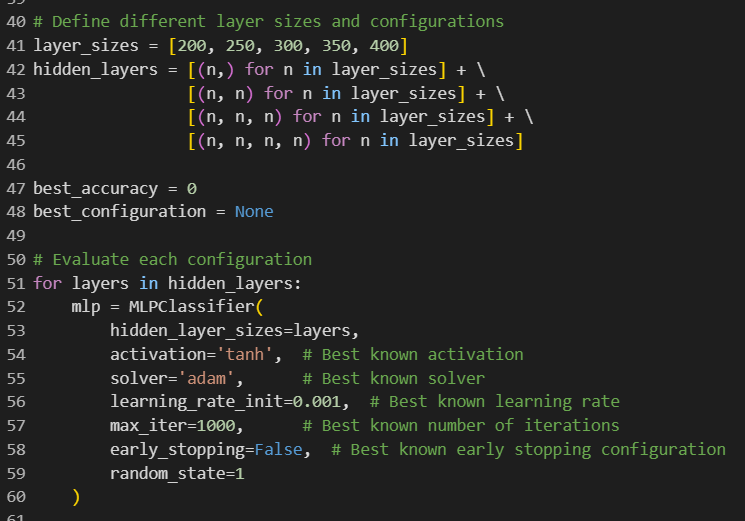 40 # Define different layer sizes and configurations
41 layer_sizes = [200, 250, 300, 350, 400]
42 hidden_layers = [(n,) for n in layer_sizes] + \
43                 [(n, n) for n in layer_sizes] + \
44                 [(n, n, n) for n in layer_sizes] + \
45                 [(n, n, n, n) for n in layer_sizes]
46
47 best_accuracy = 0
48 best_configuration = None
49
50 # Evaluate each configuration
51 for layers in hidden_layers:
52     mlp = MLPClassifier(
53         hidden_layer_sizes=layers,
54         activation='tanh',  # Best known activation
55         solver='adam',      # Best known solver
56         learning_rate_init=0.001,  # Best known learning rate
57         max_iter=1000,      # Best known number of iterations
58         early_stopping=False,  # Best known early stopping configuration
59         random_state=1
60     )